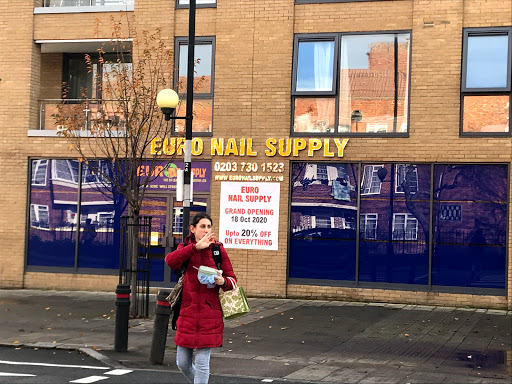 EURO NAIL SUPPLY
0203 730 1523
WWW.EURONAILSUPPLY.COM
EURO
NAIL SUPPLY
GRAND OPENING
18 Oct 2020
Upto 20% OFF
on EVERYTHING